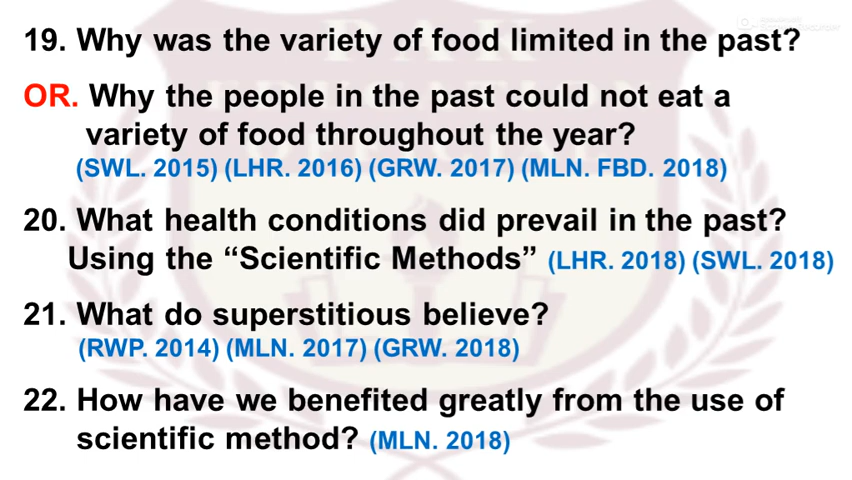 19. Why was the variety of food limited in the past?
OR. Why the people in the past could not eat a
variety of food throughout the year?
(SWL. 2015) (LHR. 2016) (GRW. 2017) (MLN. FBD. 2018)
20. What health conditions did prevail in the past?
Using the “Scientific Methods” (LHR. 2018) (SWL. 2018)
21. What do superstitious believe?
(RWP. 2014) (MLN. 2017) (GRW. 2018)
22. How have we benefited greatly from the use of
scientific method? (MLN. 2018)